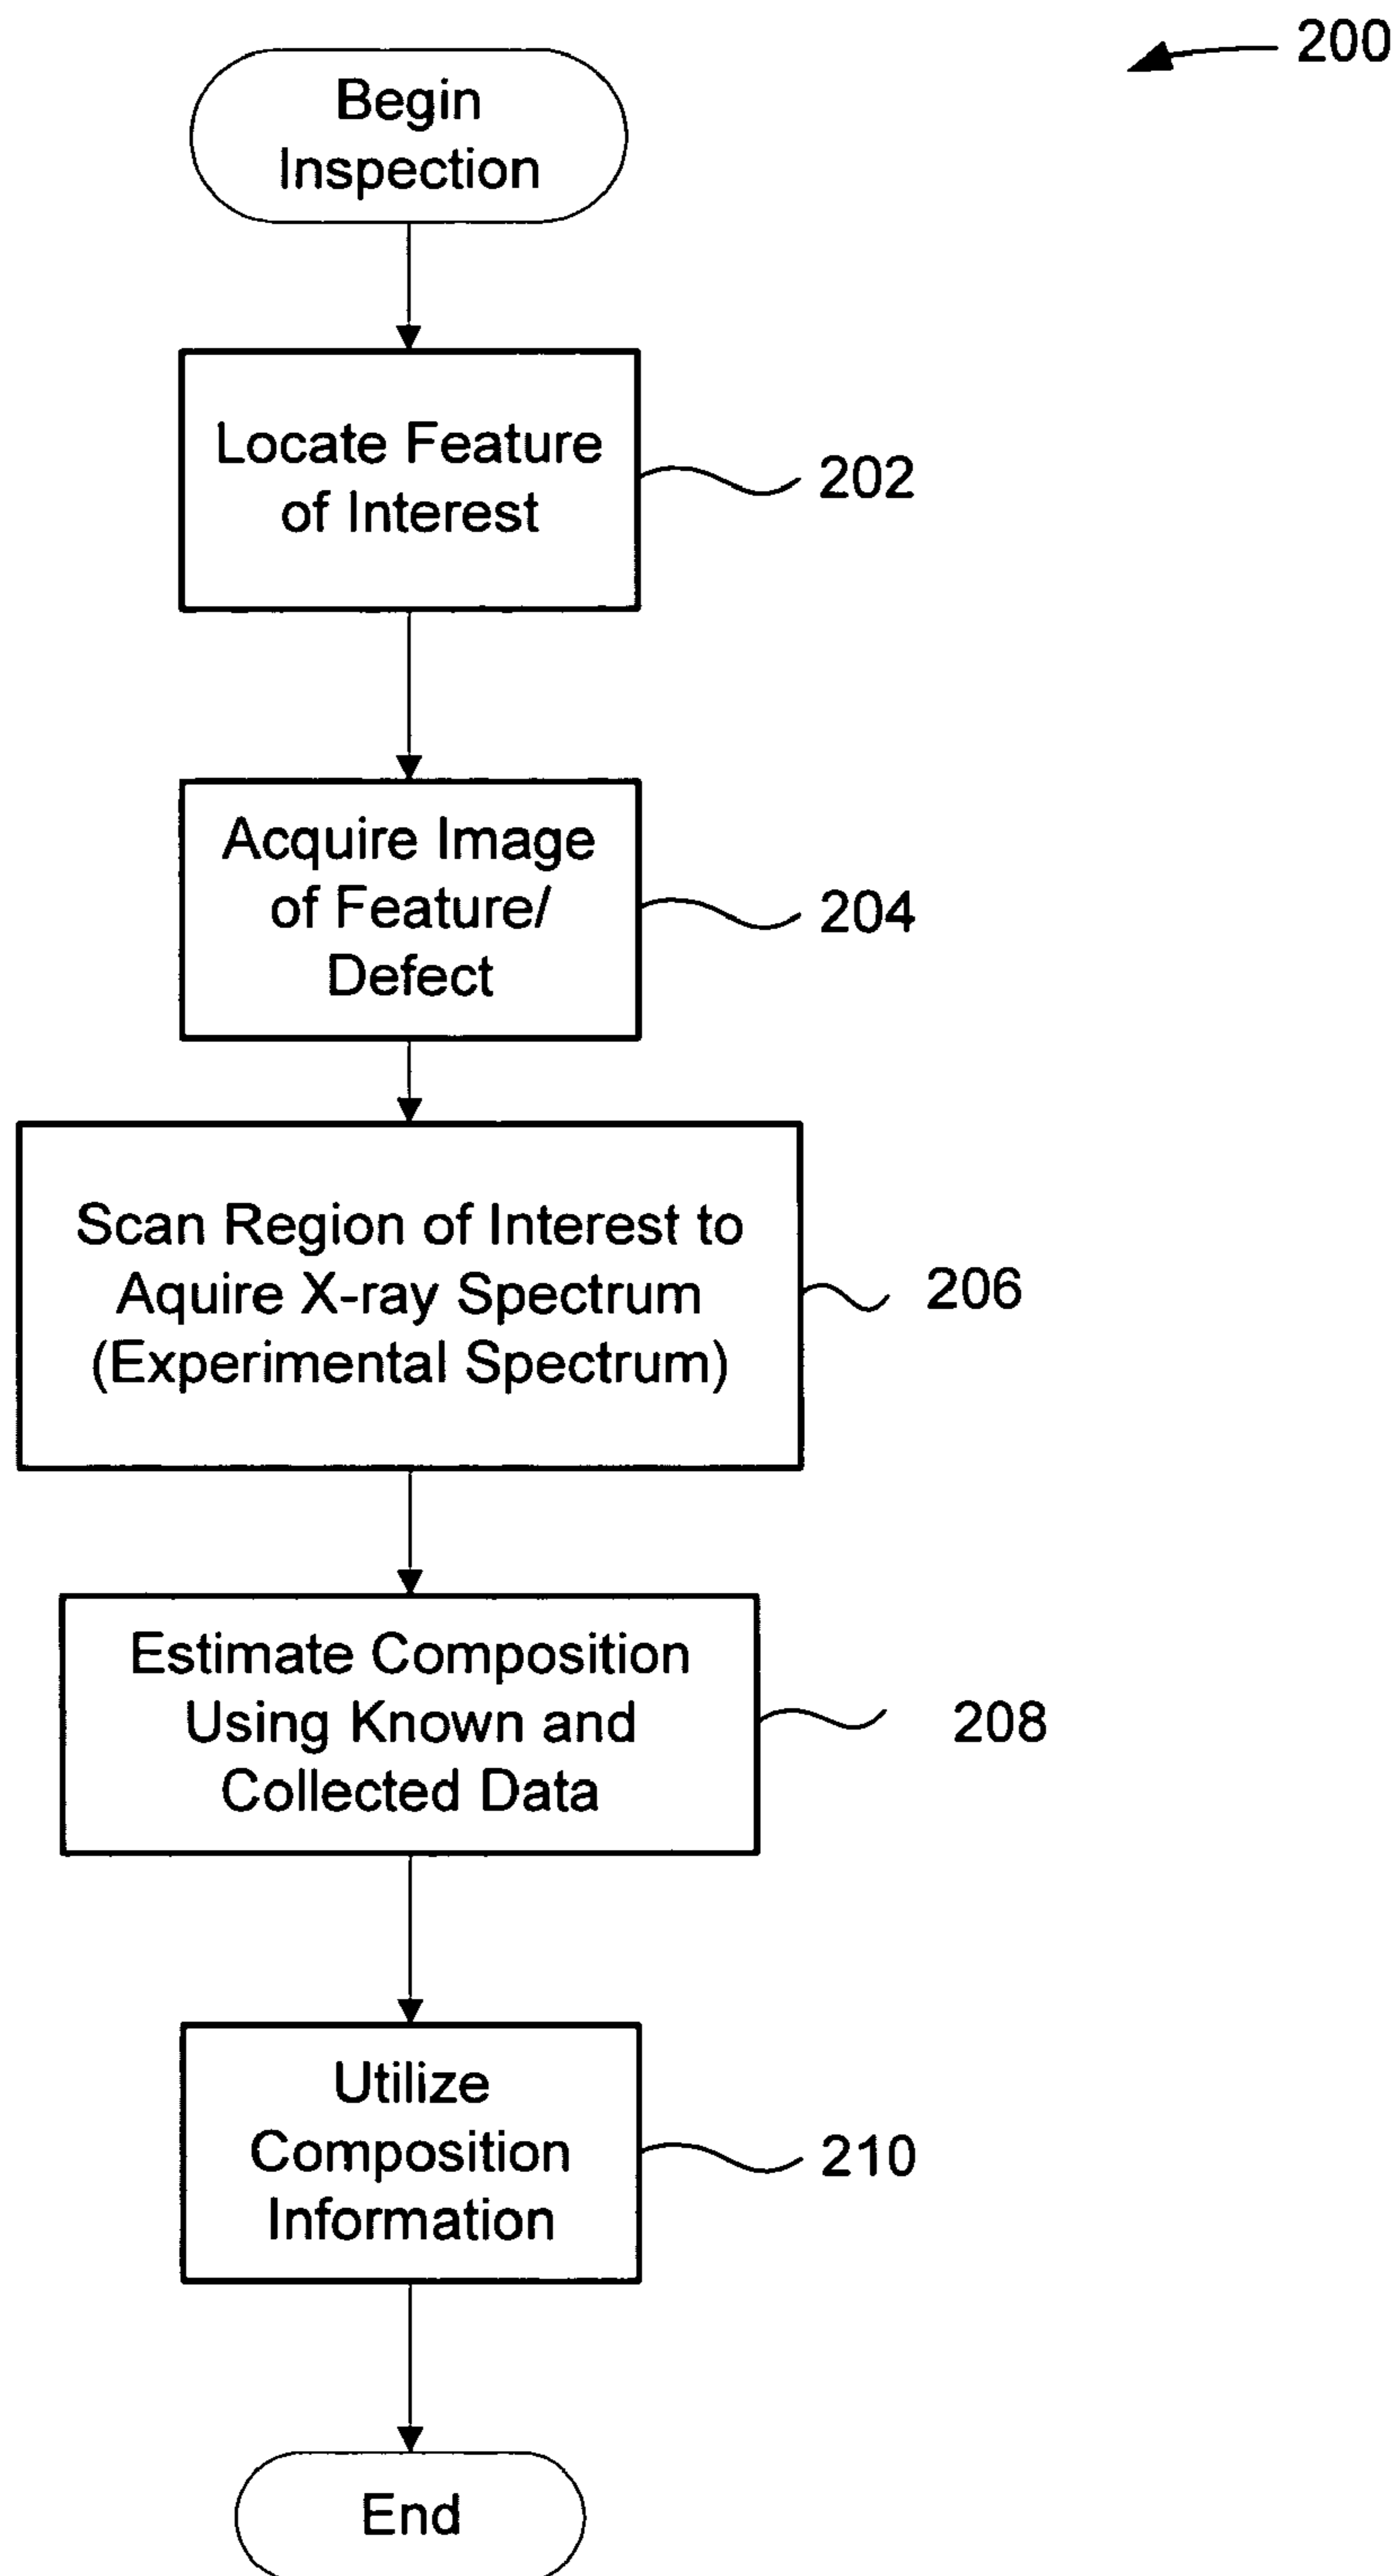 200
Begin
Inspection
Locate Feature
of Interest
202
Acquire Image
of Feature/
Defect
204
Scan Region of Interest to
Aquire X-ray Spectrum
(Experimental Spectrum)
206
Estimate Composition
Using Known and
Collected Data
208
Utilize
Composition
Information
210
End